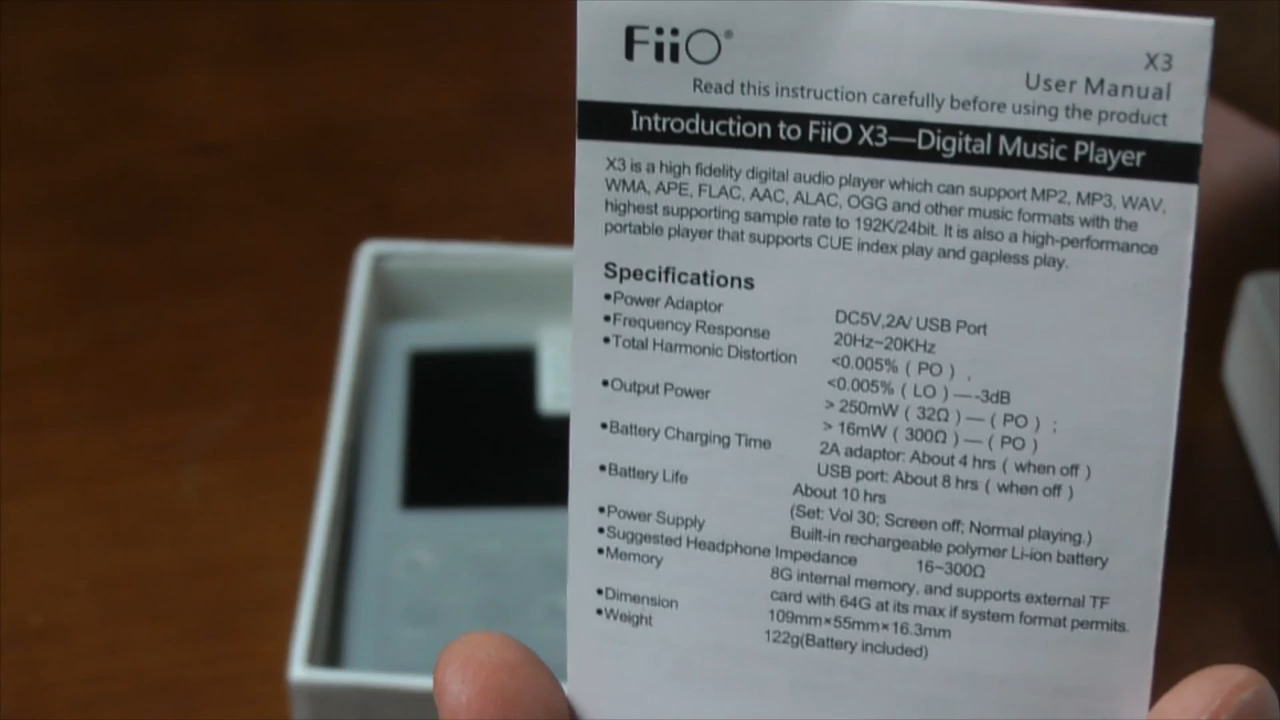 FiiO®
X3
User Manual
Read this instruction carefully before using the product
Introduction to FiiO X3—Digital Music Player
X3 is a high fidelity digital audio player which can support MP2, MP3, WAV,
WMA, APE, FLAC, AAC, ALAC, OGG and other music formats with the
highest supporting sample rate to 192K/24bit. It is also a high-performance
portable player that supports CUE index play and gapless play.
Specifications
•Power Adaptor DC5V,2A/ USB Port
•Frequency Response 20Hz~20KHz
•Total Harmonic Distortion <0.005% ( PO ) ,
<0.005% ( LO ) — -3dB
•Output Power > 250mW ( 32Ω ) — ( PO ) ;
> 16mW ( 300Ω ) — ( PO )
•Battery Charging Time 2A adaptor: About 4 hrs ( when off )
USB port: About 8 hrs ( when off )
•Battery Life About 10 hrs
(Set: Vol 30; Screen off; Normal playing.)
•Power Supply Built-in rechargeable polymer Li-ion battery
•Suggested Headphone Impedance 16~300Ω
•Memory 8G internal memory, and supports external TF
card with 64G at its max if system format permits.
•Dimension 109mm×55mm×16.3mm
•Weight 122g(Battery included)